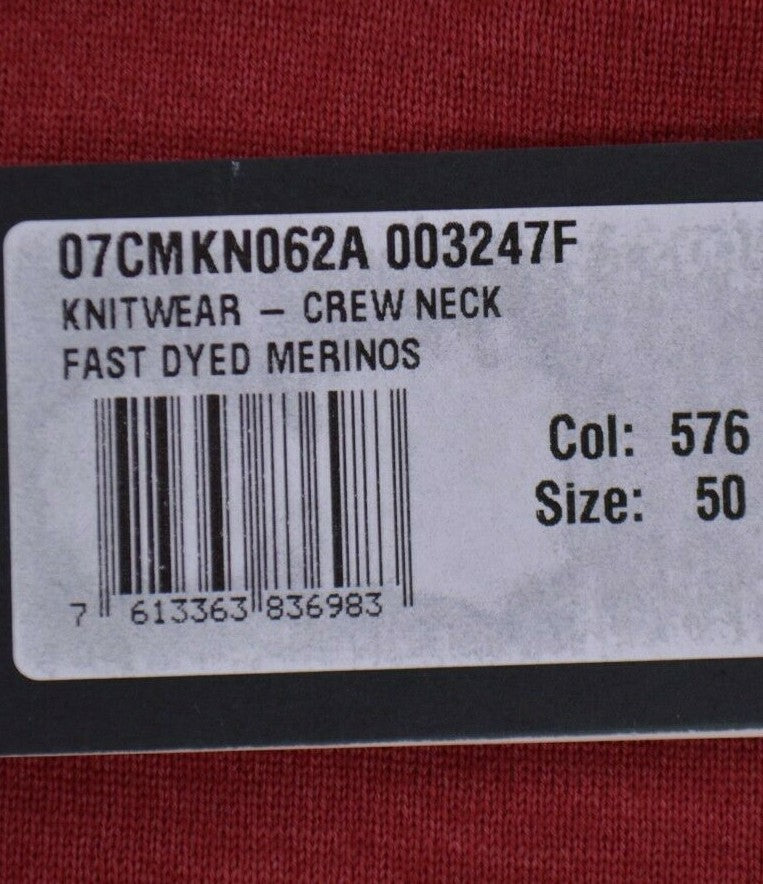 07CMKN062A 003247F
KNITWEAR – CREW NECK
FAST DYED MERINOS
Col: 576
Size: 50
7 613363 836983